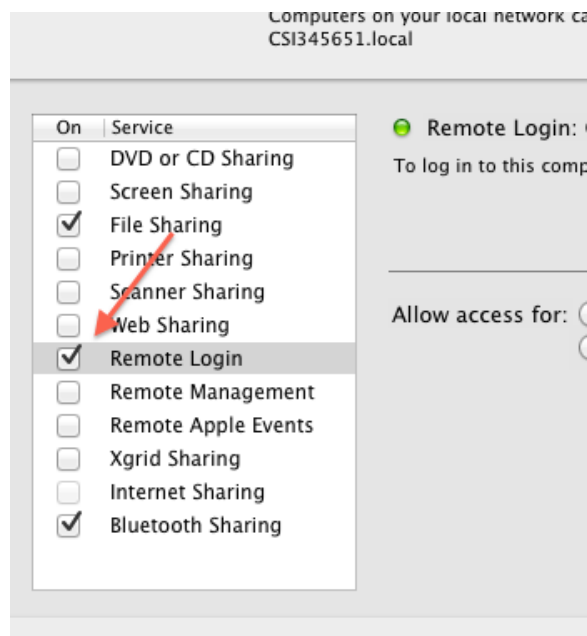 Computers on your local network
CSI345651.local
On Service
DVD or CD Sharing
Screen Sharing
File Sharing
Printer Sharing
Scanner Sharing
Web Sharing
Remote Login
Remote Management
Remote Apple Events
Xgrid Sharing
Internet Sharing
Bluetooth Sharing
Remote Login:
To log in to this
Allow access for: